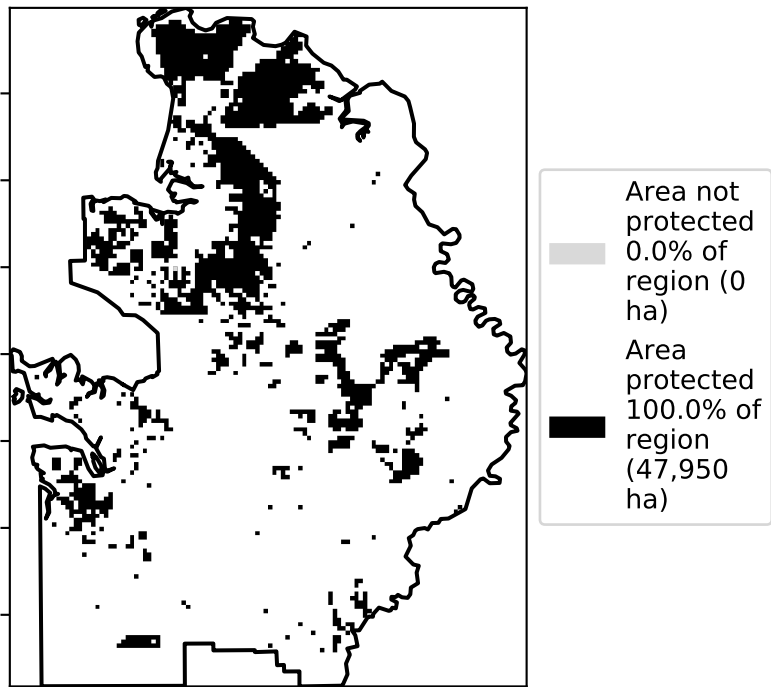 Area not
protected
0.0% of
region (0
ha)
Area
protected
100.0% of
region
(47,950
ha)